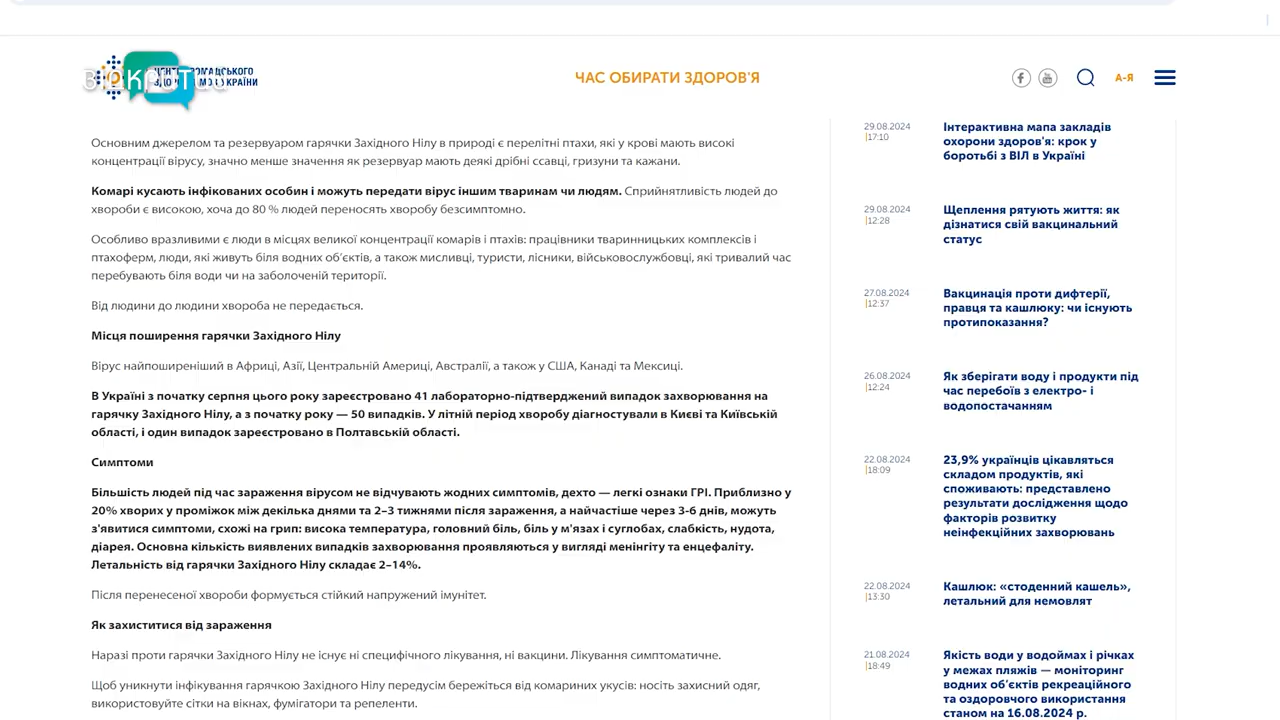 ЧАС ОБИРАТИ ЗДОРОВ'Я
А-Я
Основним джерелом та резервуаром гарячки Західного Нілу в природі є перелітні птахи, які у крові мають високі
концентрації вірусу, значно менше значення як резервуар мають деякі дрібні ссавці, гризуни та кажани.
Комарі кусають інфікованих особин і можуть передати вірус іншим тваринам чи людям. Сприйнятливість людей до
хвороби є високою, хоча до 80 % людей переносять хворобу безсимптомно.
Особливо вразливими є люди в місцях великої концентрації комарів і птахів: працівники тваринницьких комплексів і
птахоферм, люди, які живуть біля водних об’єктів, а також мисливці, туристи, лісники, військовослужбовці, які тривалий час
перебувають біля води чи на заболоченій території.
Від людини до людини хвороба не передається.
Місця поширення гарячки Західного Нілу
Вірус найпоширеніший в Африці, Азії, Центральній Америці, Австралії, а також у США, Канаді та Мексиці.
В Україні з початку серпня цього року зареєстровано 41 лабораторно-підтверджений випадок захворювання на
гарячку Західного Нілу, а з початку року — 50 випадків. У літній період хворобу діагностували в Києві та Київській
області, і один випадок зареєстровано в Полтавській області.
Симптоми
Більшість людей під час зараження вірусом не відчувають жодних симптомів, дехто — легкі ознаки ГРІ. Приблизно у
20% хворих у проміжок між декілька днями та 2–3 тижнями після зараження, а найчастіше через 3-6 днів, можуть
з'явитися симптоми, схожі на грип: висока температура, головний біль, біль у м'язах і суглобах, слабкість, нудота,
діарея. Основна кількість виявлених випадків захворювання проявляються у вигляді менінгіту та енцефаліту.
Летальність від гарячки Західного Нілу складає 2–14%.
Після перенесеної хвороби формується стійкий напружений імунітет.
Як захиститися від зараження
Наразі проти гарячки Західного Нілу не існує ні специфічного лікування, ні вакцини. Лікування симптоматичне.
Щоб уникнути інфікування гарячкою Західного Нілу передусім бережіться від комариних укусів: носіть захисний одяг,
використовуйте сітки на вікнах, фумігатори та репеленти.
29.08.2024
|17:10
Інтерактивна мапа закладів
охорони здоров'я: крок у
боротьбі з ВІЛ в Україні
29.08.2024
|12:28
Щеплення рятують життя: як
дізнатися свій вакцинальний
статус
27.08.2024
|12:37
Вакцинація проти дифтерії,
правця та кашлюку: чи існують
протипоказання?
26.08.2024
|12:24
Як зберігати воду і продукти під
час перебоїв з електро- і
водопостачанням
22.08.2024
|18:09
23,9% українців цікавляться
складом продуктів, які
споживають: представлено
результати дослідження щодо
факторів розвитку
неінфекційних захворювань
22.08.2024
|13:30
Кашлюк: «стоденний кашель»,
летальний для немовлят
21.08.2024
|18:49
Якість води у водоймах і річках
у межах пляжів — моніторинг
водних об’єктів рекреаційного
та оздоровчого використання
станом на 16.08.2024 р.